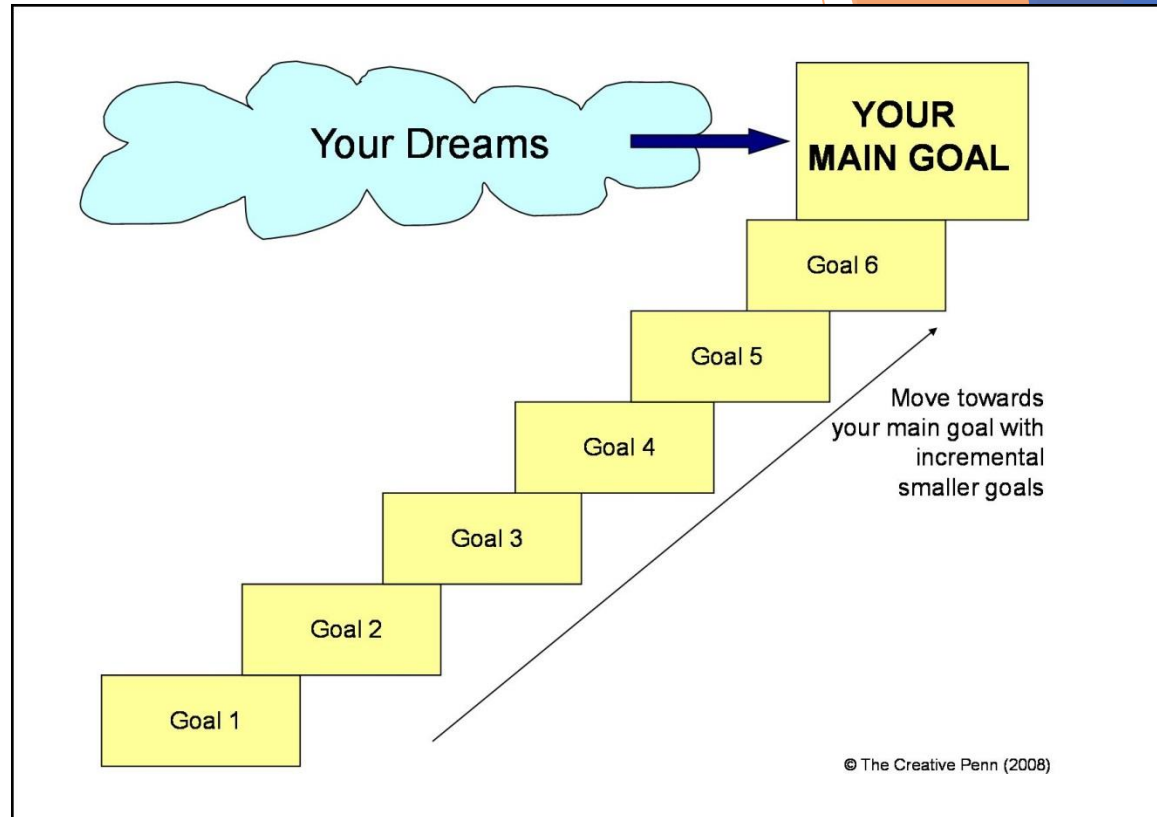 Your Dreams
YOUR
MAIN GOAL
Goal 6
Goal 5
Move towards
your main goal with
incremental
smaller goals
Goal 4
Goal 3
Goal 2
Goal 1
© The Creative Penn (2008)